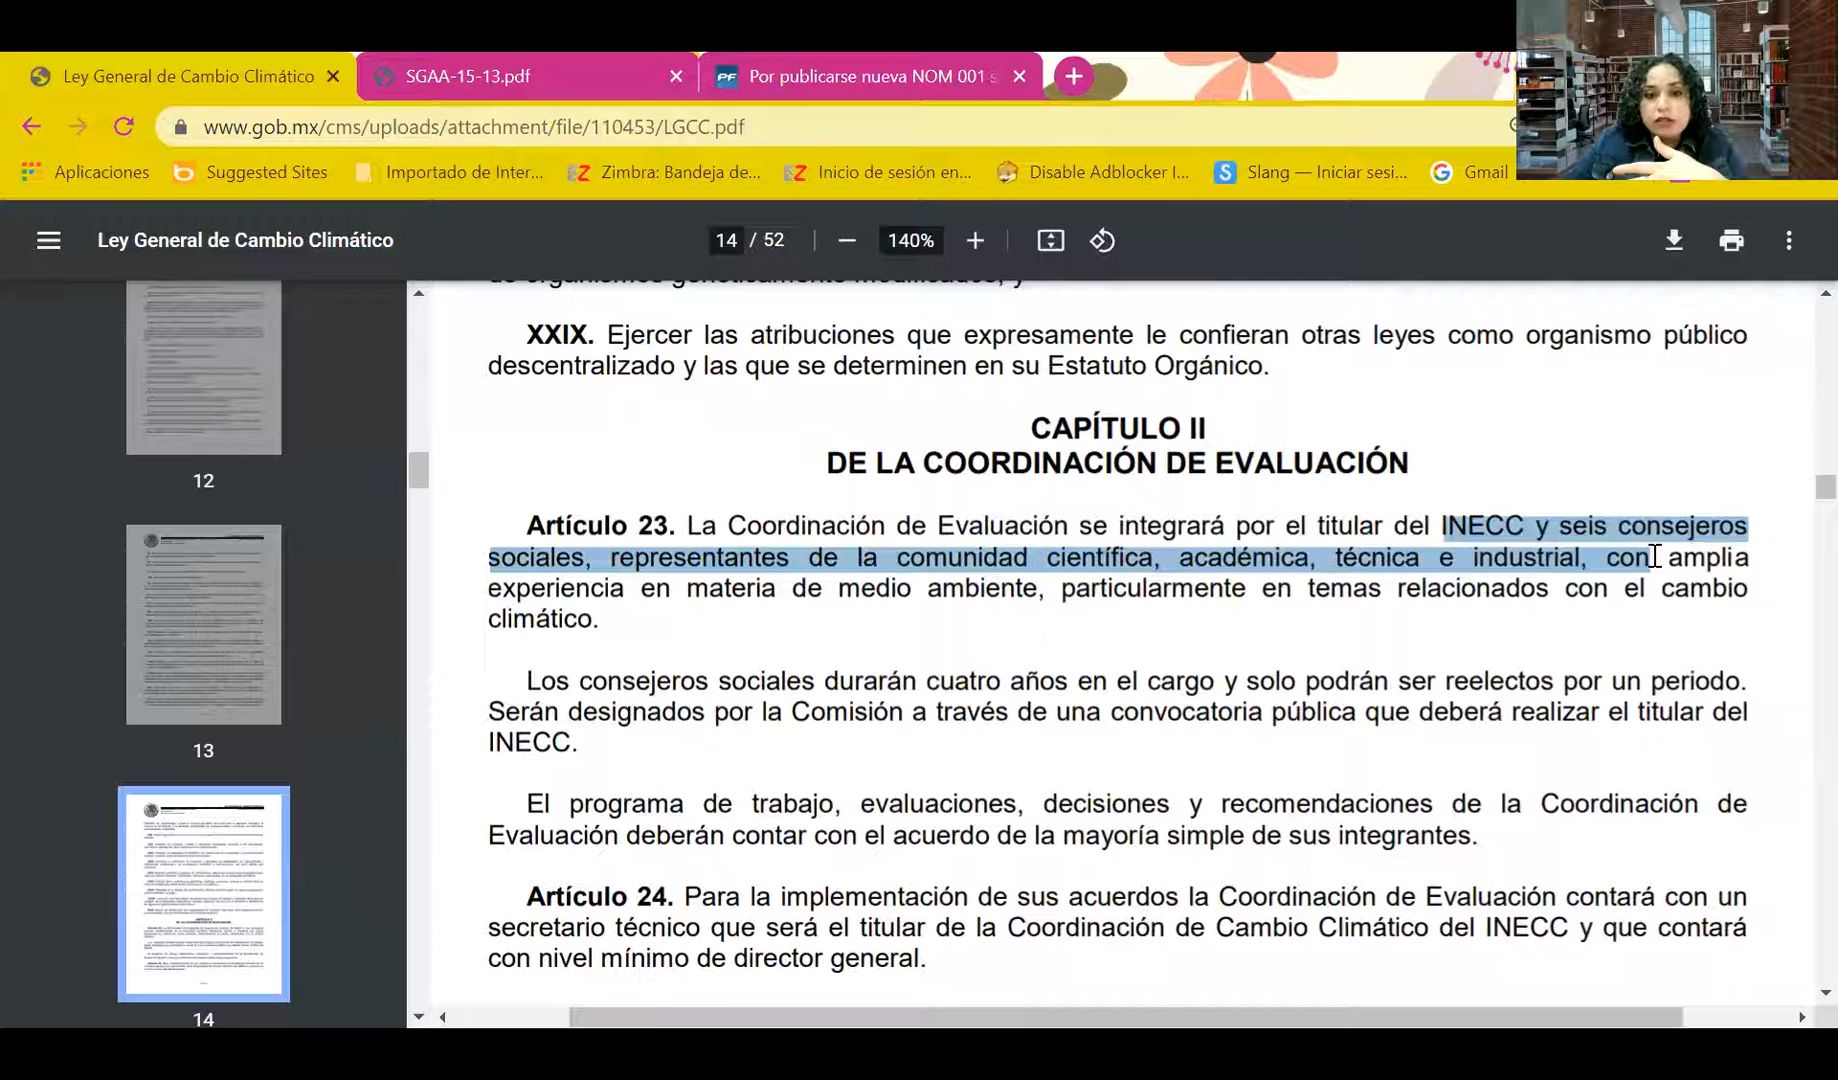 Ley General de Cambio Climático
SGAA-15-13.pdf
PF Por publicarse nueva NOM 001 s
www.gob.mx/cms/uploads/attachment/file/110453/LGCC.pdf
Aplicaciones
Suggested Sites
Importado de Inter...
Zimbra: Bandeja de...
Inicio de sesión en...
Disable Adblocker I...
Slang — Iniciar sesi...
Gmail
Ley General de Cambio Climático
14 / 52
140%
XXIX. Ejercer las atribuciones que expresamente le confieran otras leyes como organismo público
descentralizado y las que se determinen en su Estatuto Orgánico.
CAPÍTULO II
DE LA COORDINACIÓN DE EVALUACIÓN
Artículo 23. La Coordinación de Evaluación se integrará por el titular del INECC y seis consejeros
sociales, representantes de la comunidad científica, académica, técnica e industrial, con amplia
experiencia en materia de medio ambiente, particularmente en temas relacionados con el cambio
climático.
Los consejeros sociales durarán cuatro años en el cargo y solo podrán ser reelectos por un periodo.
Serán designados por la Comisión a través de una convocatoria pública que deberá realizar el titular del
INECC.
El programa de trabajo, evaluaciones, decisiones y recomendaciones de la Coordinación de
Evaluación deberán contar con el acuerdo de la mayoría simple de sus integrantes.
Artículo 24. Para la implementación de sus acuerdos la Coordinación de Evaluación contará con un
secretario técnico que será el titular de la Coordinación de Cambio Climático del INECC y que contará
con nivel mínimo de director general.
12
13
14